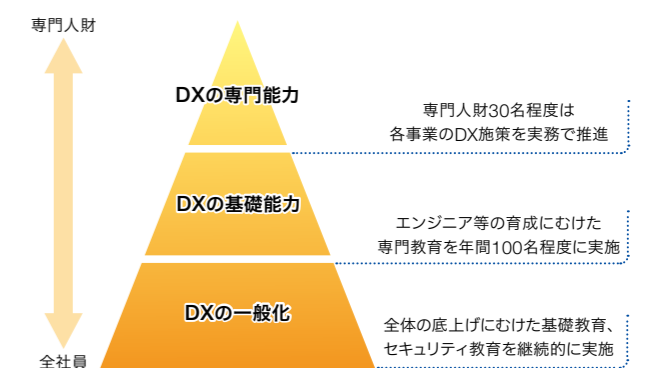 専門人財
DXの専門能力
専門人財30名程度は
各事業のDX施策を実務で推進
DXの基礎能力
エンジニア等の育成にむけた
専門教育を年間100名程度に実施
DXの一般化
全体の底上げにむけた基礎教育、
セキュリティ教育を継続的に実施
全社員